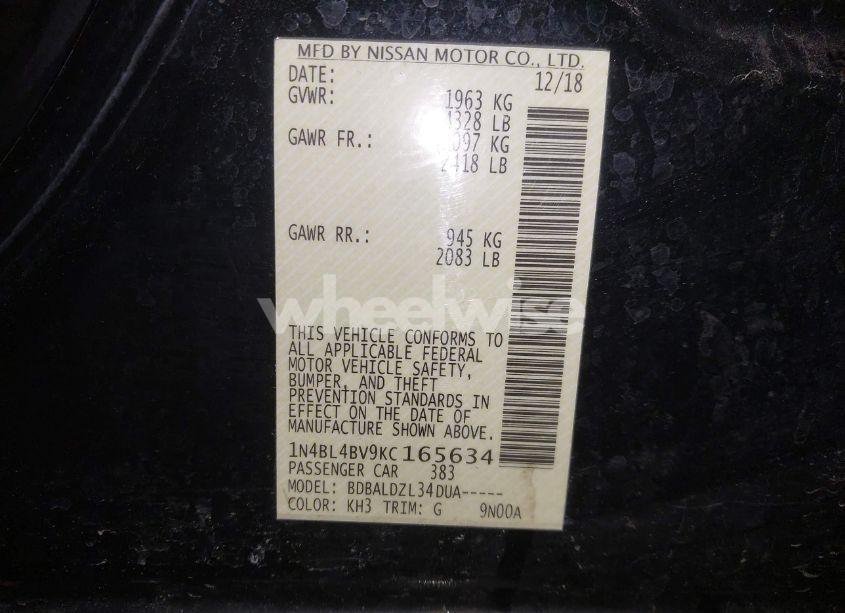 MFD BY NISSAN MOTOR CO., LTD.
DATE: 12/18
GVWR: 1963 KG
4328 LB
GAWR FR.: 1097 KG
2418 LB
GAWR RR.: 945 KG
2083 LB
wheelwise
THIS VEHICLE CONFORMS TO
ALL APPLICABLE FEDERAL
MOTOR VEHICLE SAFETY,
BUMPER, AND THEFT
PREVENTION STANDARDS IN
EFFECT ON THE DATE OF
MANUFACTURE SHOWN ABOVE.
1N4BL4BV9KC165634
PASSENGER CAR 383
MODEL: BDBALDZL34DUA-----
COLOR: KH3 TRIM: G 9N00A